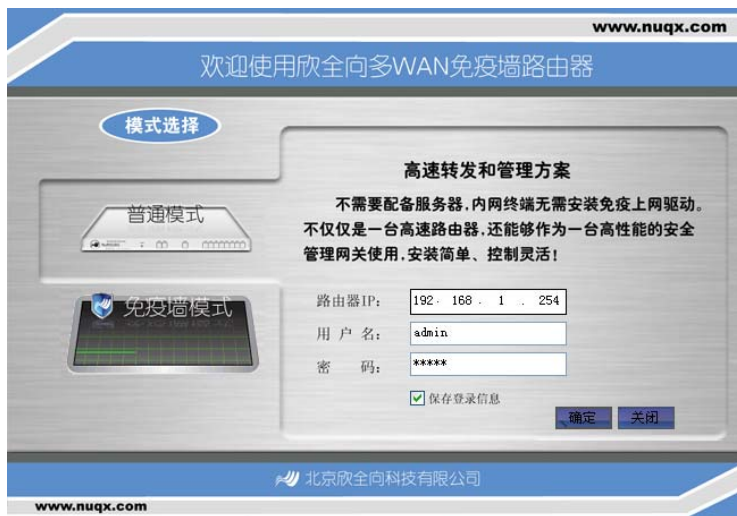 www.nuqx.com
欢迎使用欣全向多WAN免疫墙路由器
模式选择
普通模式
免疫墙模式
高速转发和管理方案
不需要配备服务器,内网终端无需安装免疫上网驱动。
不仅仅是一台高速路由器,还能够作为一台高性能的安全
管理网关使用,安装简单、控制灵活!
路由器IP: 192. 168. 1 . 254
用 户 名: admin
密 码: *****
保存登录信息
确定 关闭
北京欣全向科技有限公司
www.nuqx.com